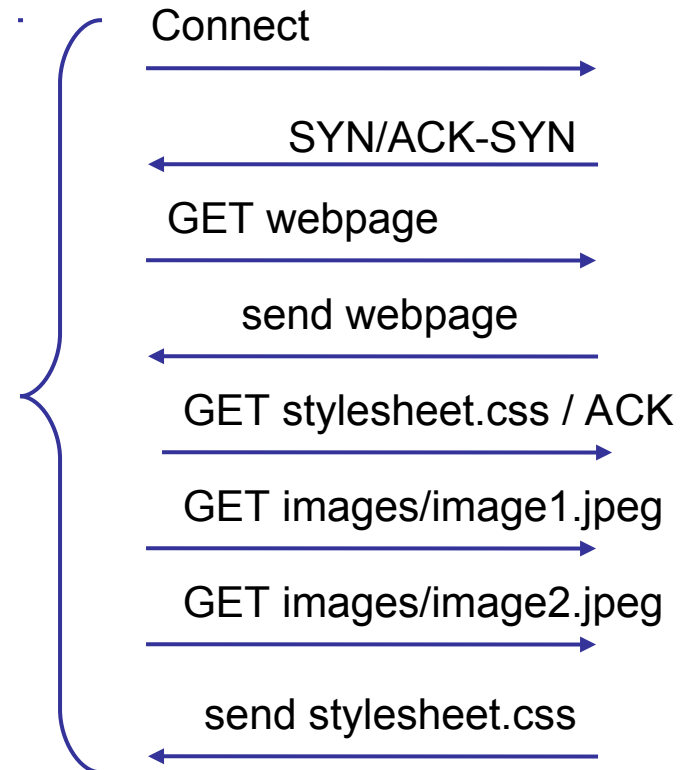 Connect
SYN/ACK-SYN
GET webpage
send webpage
GET stylesheet.css / ACK
GET images/image1.jpeg
GET images/image2.jpeg
send stylesheet.css